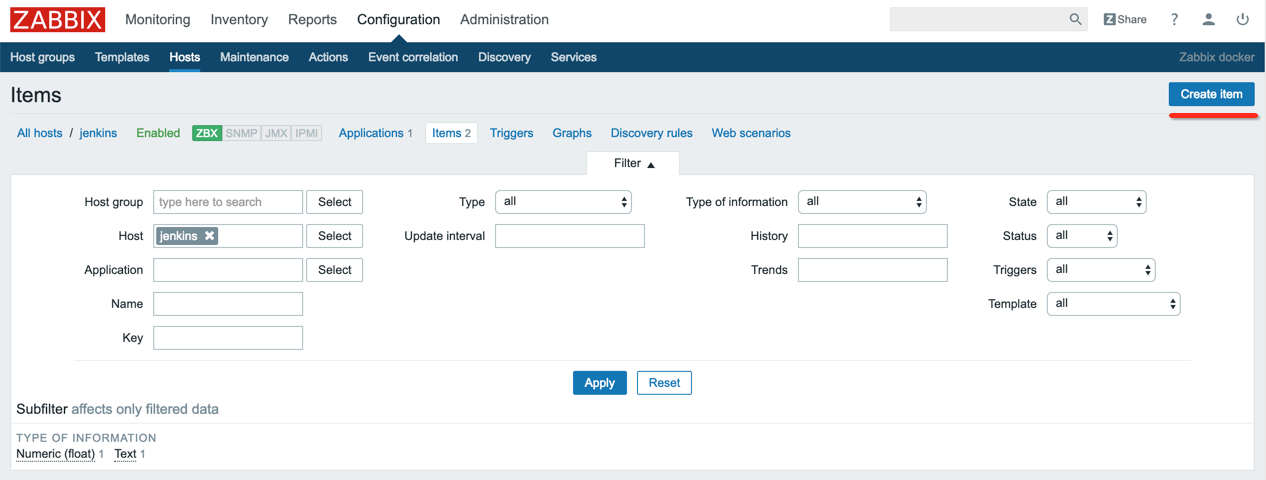 ZABBIX Monitoring Inventory Reports Configuration Administration Z Share ?
Host groups Templates Hosts Maintenance Actions Event correlation Discovery Services Zabbix docker
Items Create item
All hosts / jenkins Enabled ZBX SNMP JMX IPMI Applications 1 Items 2 Triggers Graphs Discovery rules Web scenarios
Filter ▲
Host group type here to search Select Type all Type of information all State all
Host jenkins ✖ Select Update interval History Status all
Application Select Trends Triggers all
Name Template all
Key
Apply Reset
Subfilter affects only filtered data
TYPE OF INFORMATION
Numeric (float) 1 Text 1